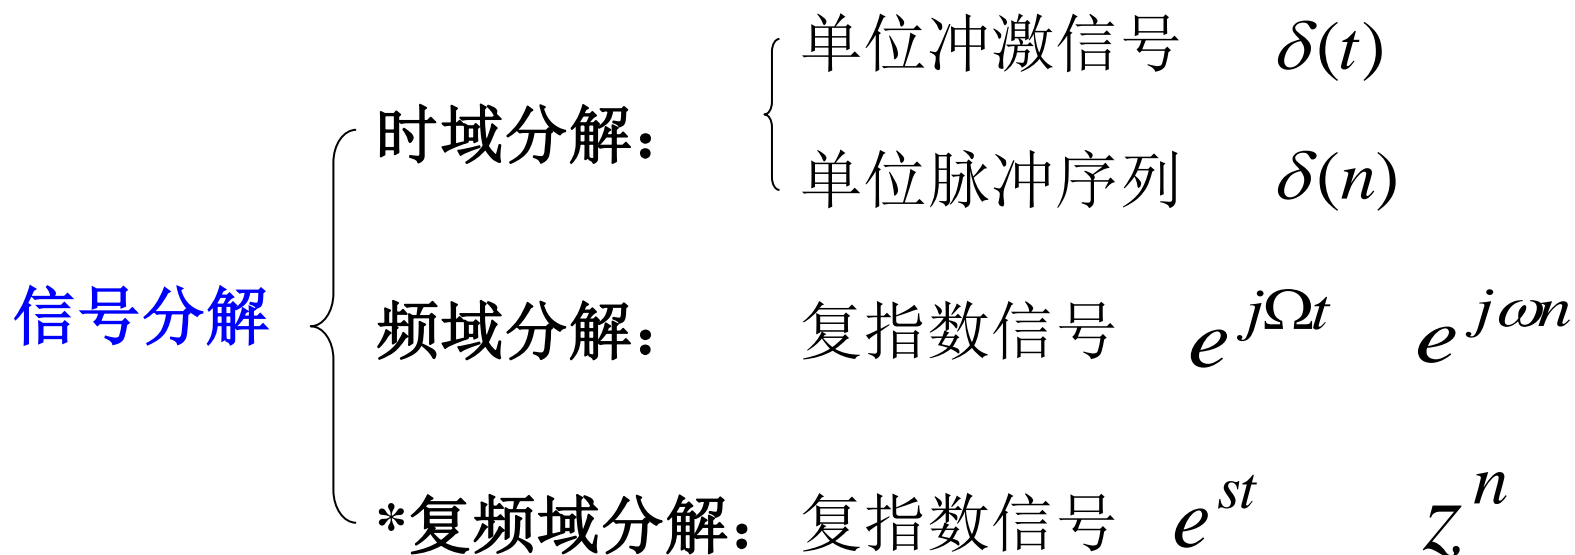 单位冲激信号 δ(t)
时域分解：
单位脉冲序列 δ(n)
信号分解
频域分解： 复指数信号 e^{jΩt} e^{jωn}
*复频域分解：复指数信号 e^{st} z^n